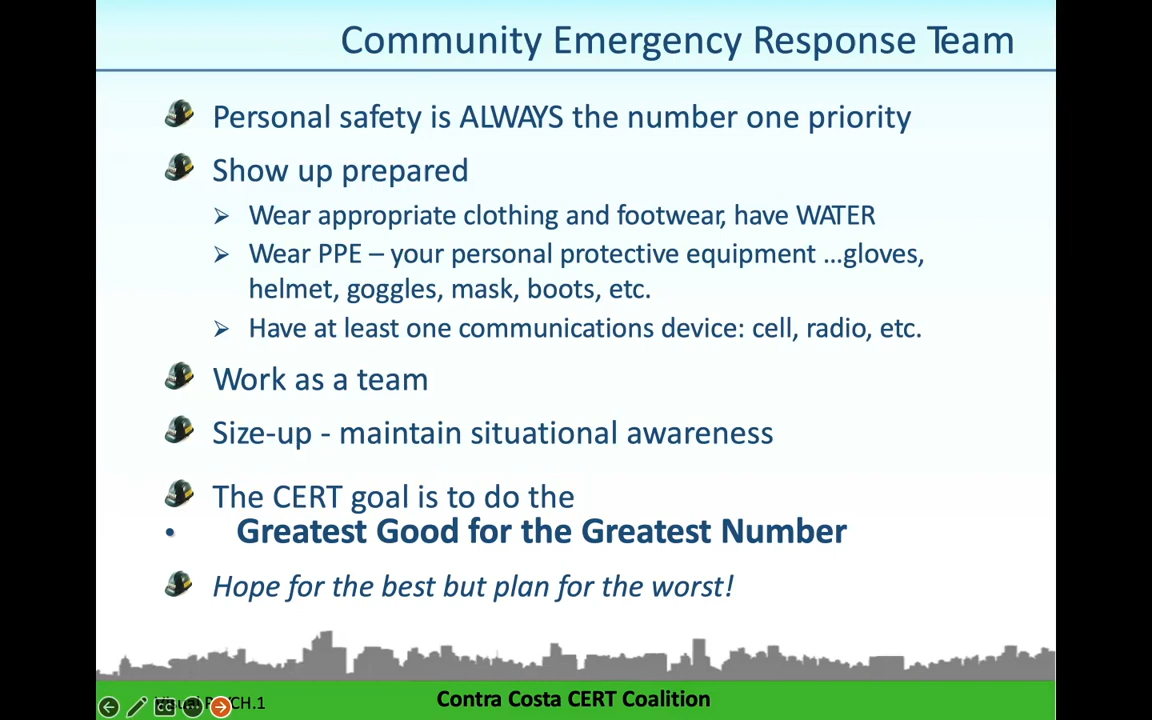 Community Emergency Response Team
Personal safety is ALWAYS the number one priority
Show up prepared
Wear appropriate clothing and footwear, have WATER
Wear PPE – your personal protective equipment …gloves,
helmet, goggles, mask, boots, etc.
Have at least one communications device: cell, radio, etc.
Work as a team
Size-up - maintain situational awareness
The CERT goal is to do the
• Greatest Good for the Greatest Number
Hope for the best but plan for the worst!
Contra Costa CERT Coalition